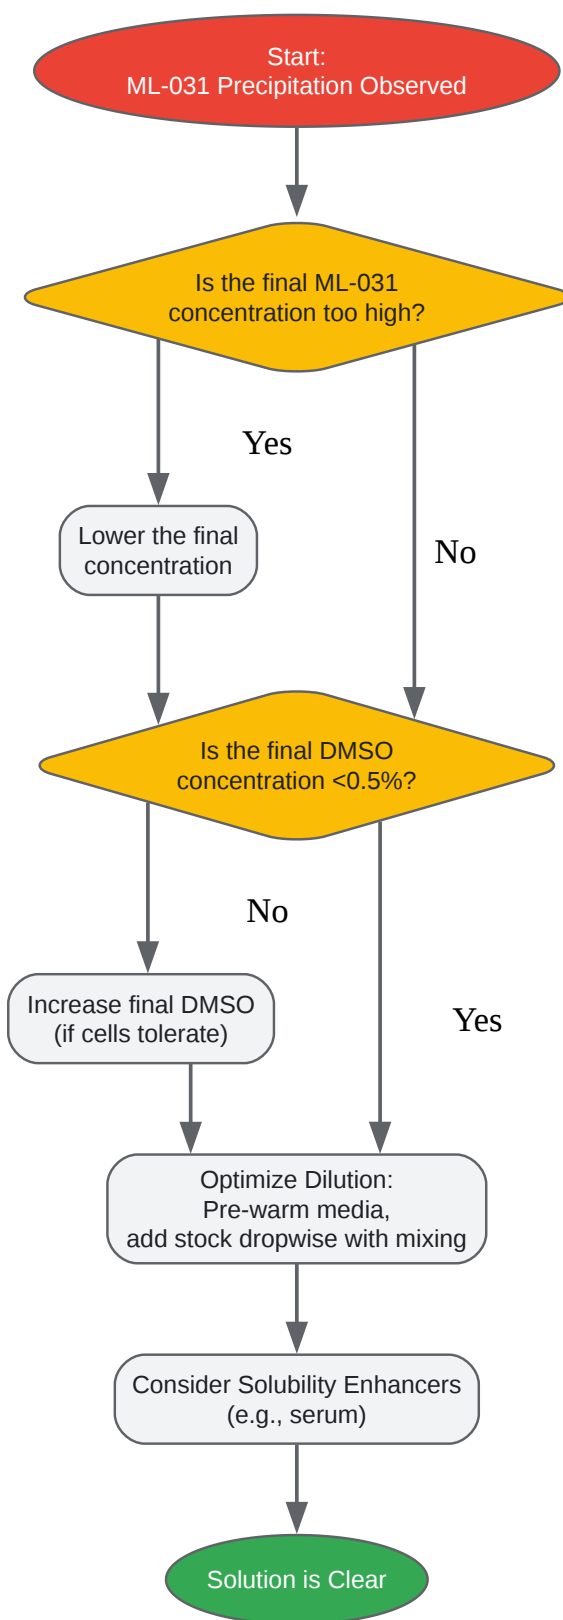 Start:
ML-031 Precipitation Observed
Is the final ML-031
concentration too high?
Yes
Lower the final
concentration
No
Is the final DMSO
concentration <0.5%?
No
Increase final DMSO
(if cells tolerate)
Yes
Optimize Dilution:
Pre-warm media,
add stock dropwise with mixing
Consider Solubility Enhancers
(e.g., serum)
Solution is Clear